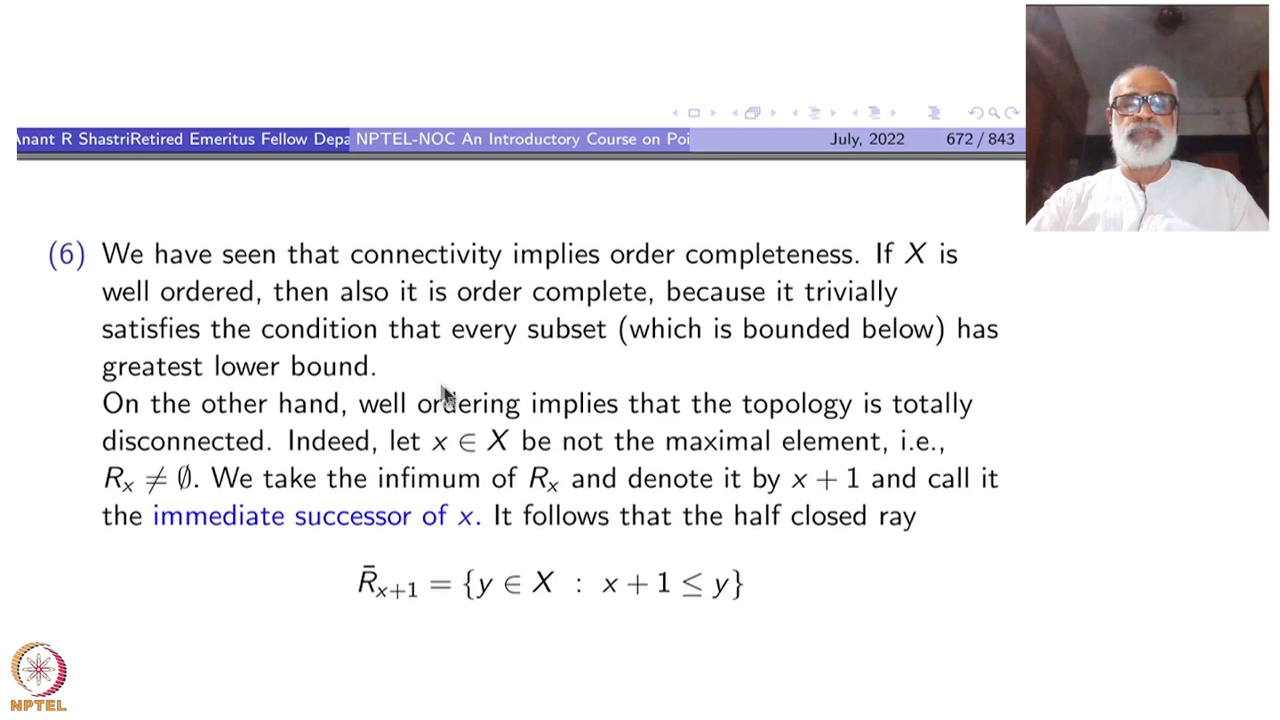 Anant R ShastriRetired Emeritus Fellow Depa NPTEL-NOC An Introductory Course on Poi July, 2022 672 / 843
(6) We have seen that connectivity implies order completeness. If X is
well ordered, then also it is order complete, because it trivially
satisfies the condition that every subset (which is bounded below) has
greatest lower bound.
On the other hand, well ordering implies that the topology is totally
disconnected. Indeed, let x ∈ X be not the maximal element, i.e.,
Rₓ ≠ ∅. We take the infimum of Rₓ and denote it by x + 1 and call it
the immediate successor of x. It follows that the half closed ray
R̄ₓ₊₁ = {y ∈ X : x + 1 ≤ y}
NPTEL